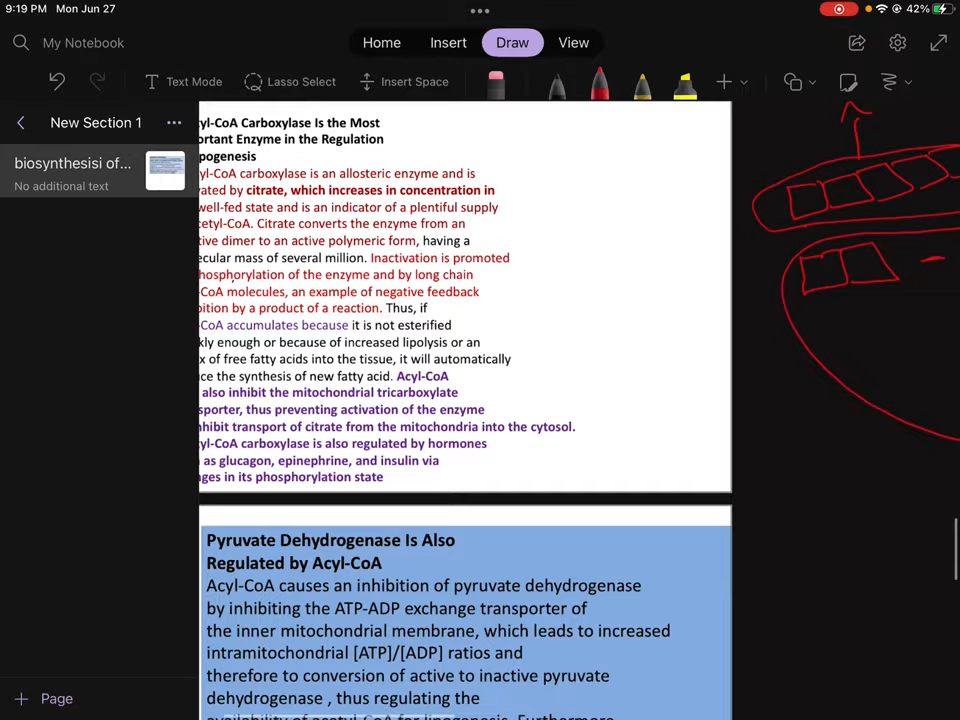 9:19 PM Mon Jun 27
42%
My Notebook
Home Insert Draw View
Text Mode Lasso Select Insert Space
New Section 1
biosynthesisi of...
No additional text
yl-CoA Carboxylase Is the Most
ortant Enzyme in the Regulation
pogenesis
yl-CoA carboxylase is an allosteric enzyme and is
vated by citrate, which increases in concentration in
well-fed state and is an indicator of a plentiful supply
cetyl-CoA. Citrate converts the enzyme from an
tive dimer to an active polymeric form, having a
ecular mass of several million. Inactivation is promoted
hosphorylation of the enzyme and by long chain
-CoA molecules, an example of negative feedback
bition by a product of a reaction. Thus, if
-CoA accumulates because it is not esterified
kly enough or because of increased lipolysis or an
x of free fatty acids into the tissue, it will automatically
ce the synthesis of new fatty acid. Acyl-CoA
also inhibit the mitochondrial tricarboxylate
sporter, thus preventing activation of the enzyme
nhibit transport of citrate from the mitochondria into the cytosol.
yl-CoA carboxylase is also regulated by hormones
as glucagon, epinephrine, and insulin via
nges in its phosphorylation state
Pyruvate Dehydrogenase Is Also
Regulated by Acyl-CoA
Acyl-CoA causes an inhibition of pyruvate dehydrogenase
by inhibiting the ATP-ADP exchange transporter of
the inner mitochondrial membrane, which leads to increased
intramitochondrial [ATP]/[ADP] ratios and
therefore to conversion of active to inactive pyruvate
dehydrogenase , thus regulating the
availability of acetyl-CoA for lipogenesis. Furthermore
Page